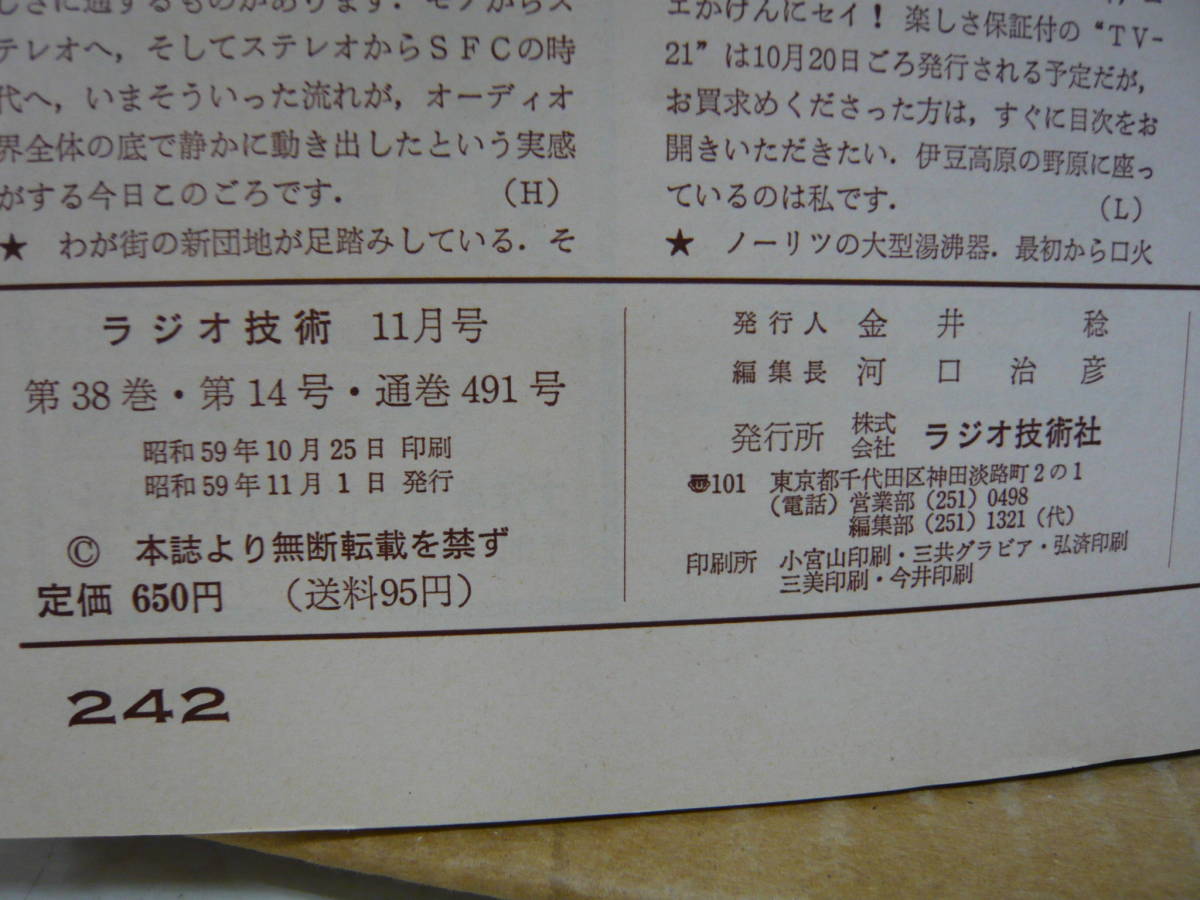 しさに通するものがあります．モノからス
テレオへ，そしてステレオからＳＦＣの時
代へ，いまそういった流れが，オーディオ
界全体の底で静かに動き出したという実感
がする今日このごろです．（Ｈ）
★ わが街の新団地が足踏みしている．そ
エかげんにセイ！ 楽しさ保証付の“ＴＶ-
21”は10月20日ごろ発行される予定だが，
お買求めくださった方は，すぐに目次をお
開きいただきたい．伊豆高原の野原に座っ
ているのは私です．（Ｌ）
★ ノーリツの大型湯沸器．最初から口火
ラジオ技術 11月号
第38巻・第14号・通巻491号
昭和59年10月25日 印刷
昭和59年11月1日 発行
© 本誌より無断転載を禁ず
定価 650円 （送料95円）
発行人 金井 稔
編集長 河口治彦
発行所 株式会社 ラジオ技術社
〠101 東京都千代田区神田淡路町2の1
（電話）営業部（251）0498
編集部（251）1321（代）
印刷所 小宮山印刷・三共グラビア・弘済印刷
三美印刷・今井印刷
242